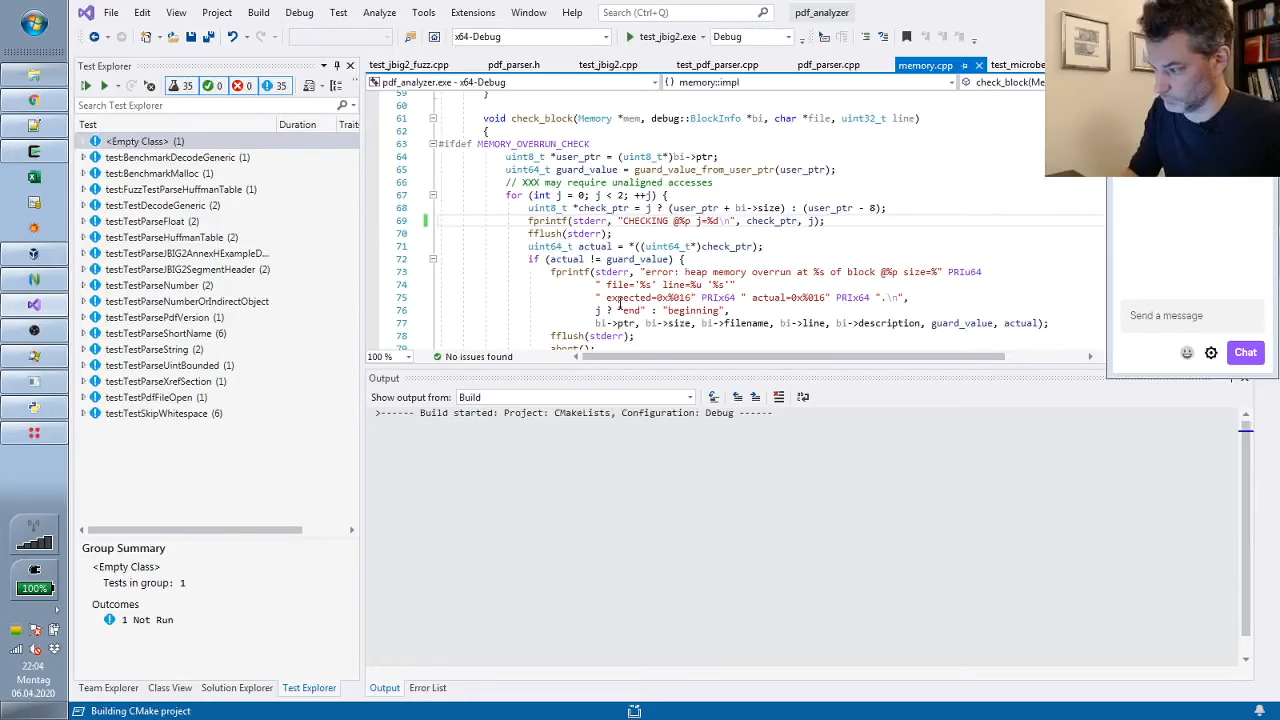 File Edit View Project Build Debug Test Analyze Tools Extensions Window Help Search (Ctrl+Q) pdf_analyzer
x64-Debug test_jbig2.exe Debug
Test Explorer
test_jbig2_fuzz.cpp pdf_parser.h test_jbig2.cpp test_pdf_parser.cpp pdf_parser.cpp memory.cpp test_microbe
pdf_analyzer.exe - x64-Debug memory::impl check_block(Me
35 0 0 35
Search Test Explorer
Test Duration Traits
<Empty Class> (1)
test:BenchmarkDecodeGeneric (1)
test:BenchmarkMalloc (1)
test:FuzzTestParseHuffmanTable (1)
test:TestDecodeGeneric (2)
test:TestParseFloat (2)
test:TestParseHuffmanTable (2)
test:TestParseJBIG2AnnexHExampleD...
test:TestParseJBIG2SegmentHeader (2)
test:TestParseNumber (2)
test:TestParseNumberOrIndirectObject
test:TestParsePdfVersion (1)
test:TestParseShortName (6)
test:TestParseString (2)
test:TestParseUintBounded (1)
test:TestParseXrefSection (1)
test:TestPdfFileOpen (1)
test:TestSkipWhitespace (6)
59
60 }
61 void check_block(Memory *mem, debug::BlockInfo *bi, char *file, uint32_t line)
62 {
63 #ifdef MEMORY_OVERRUN_CHECK
64 uint8_t *user_ptr = (uint8_t*)bi->ptr;
65 uint64_t guard_value = guard_value_from_user_ptr(user_ptr);
66 // XXX may require unaligned accesses
67 for (int j = 0; j < 2; ++j) {
68 uint8_t *check_ptr = j ? (user_ptr + bi->size) : (user_ptr - 8);
69 fprintf(stderr, "CHECKING @%p j=%d\n", check_ptr, j);
70 fflush(stderr);
71 uint64_t actual = *((uint64_t*)check_ptr);
72 if (actual != guard_value) {
73 fprintf(stderr, "error: heap memory overrun at %s of block @%p size=%" PRIu64
74 " file='%s' line=%u '%s'"
75 " expected=0x%016" PRIx64 " actual=0x%016" PRIx64 ".\n",
76 j ? "end" : "beginning",
77 bi->ptr, bi->size, bi->filename, bi->line, bi->description, guard_value, actual);
78 fflush(stderr);
79 abort();
100 % No issues found
Output
Show output from: Build
>------ Build started: Project: CMakeLists, Configuration: Debug ------
Group Summary
<Empty Class>
Tests in group: 1
Outcomes
1 Not Run
Team Explorer Class View Solution Explorer Test Explorer Output Error List
Building CMake project
Send a message
Chat
100%
22:04
Montag
06.04.2020